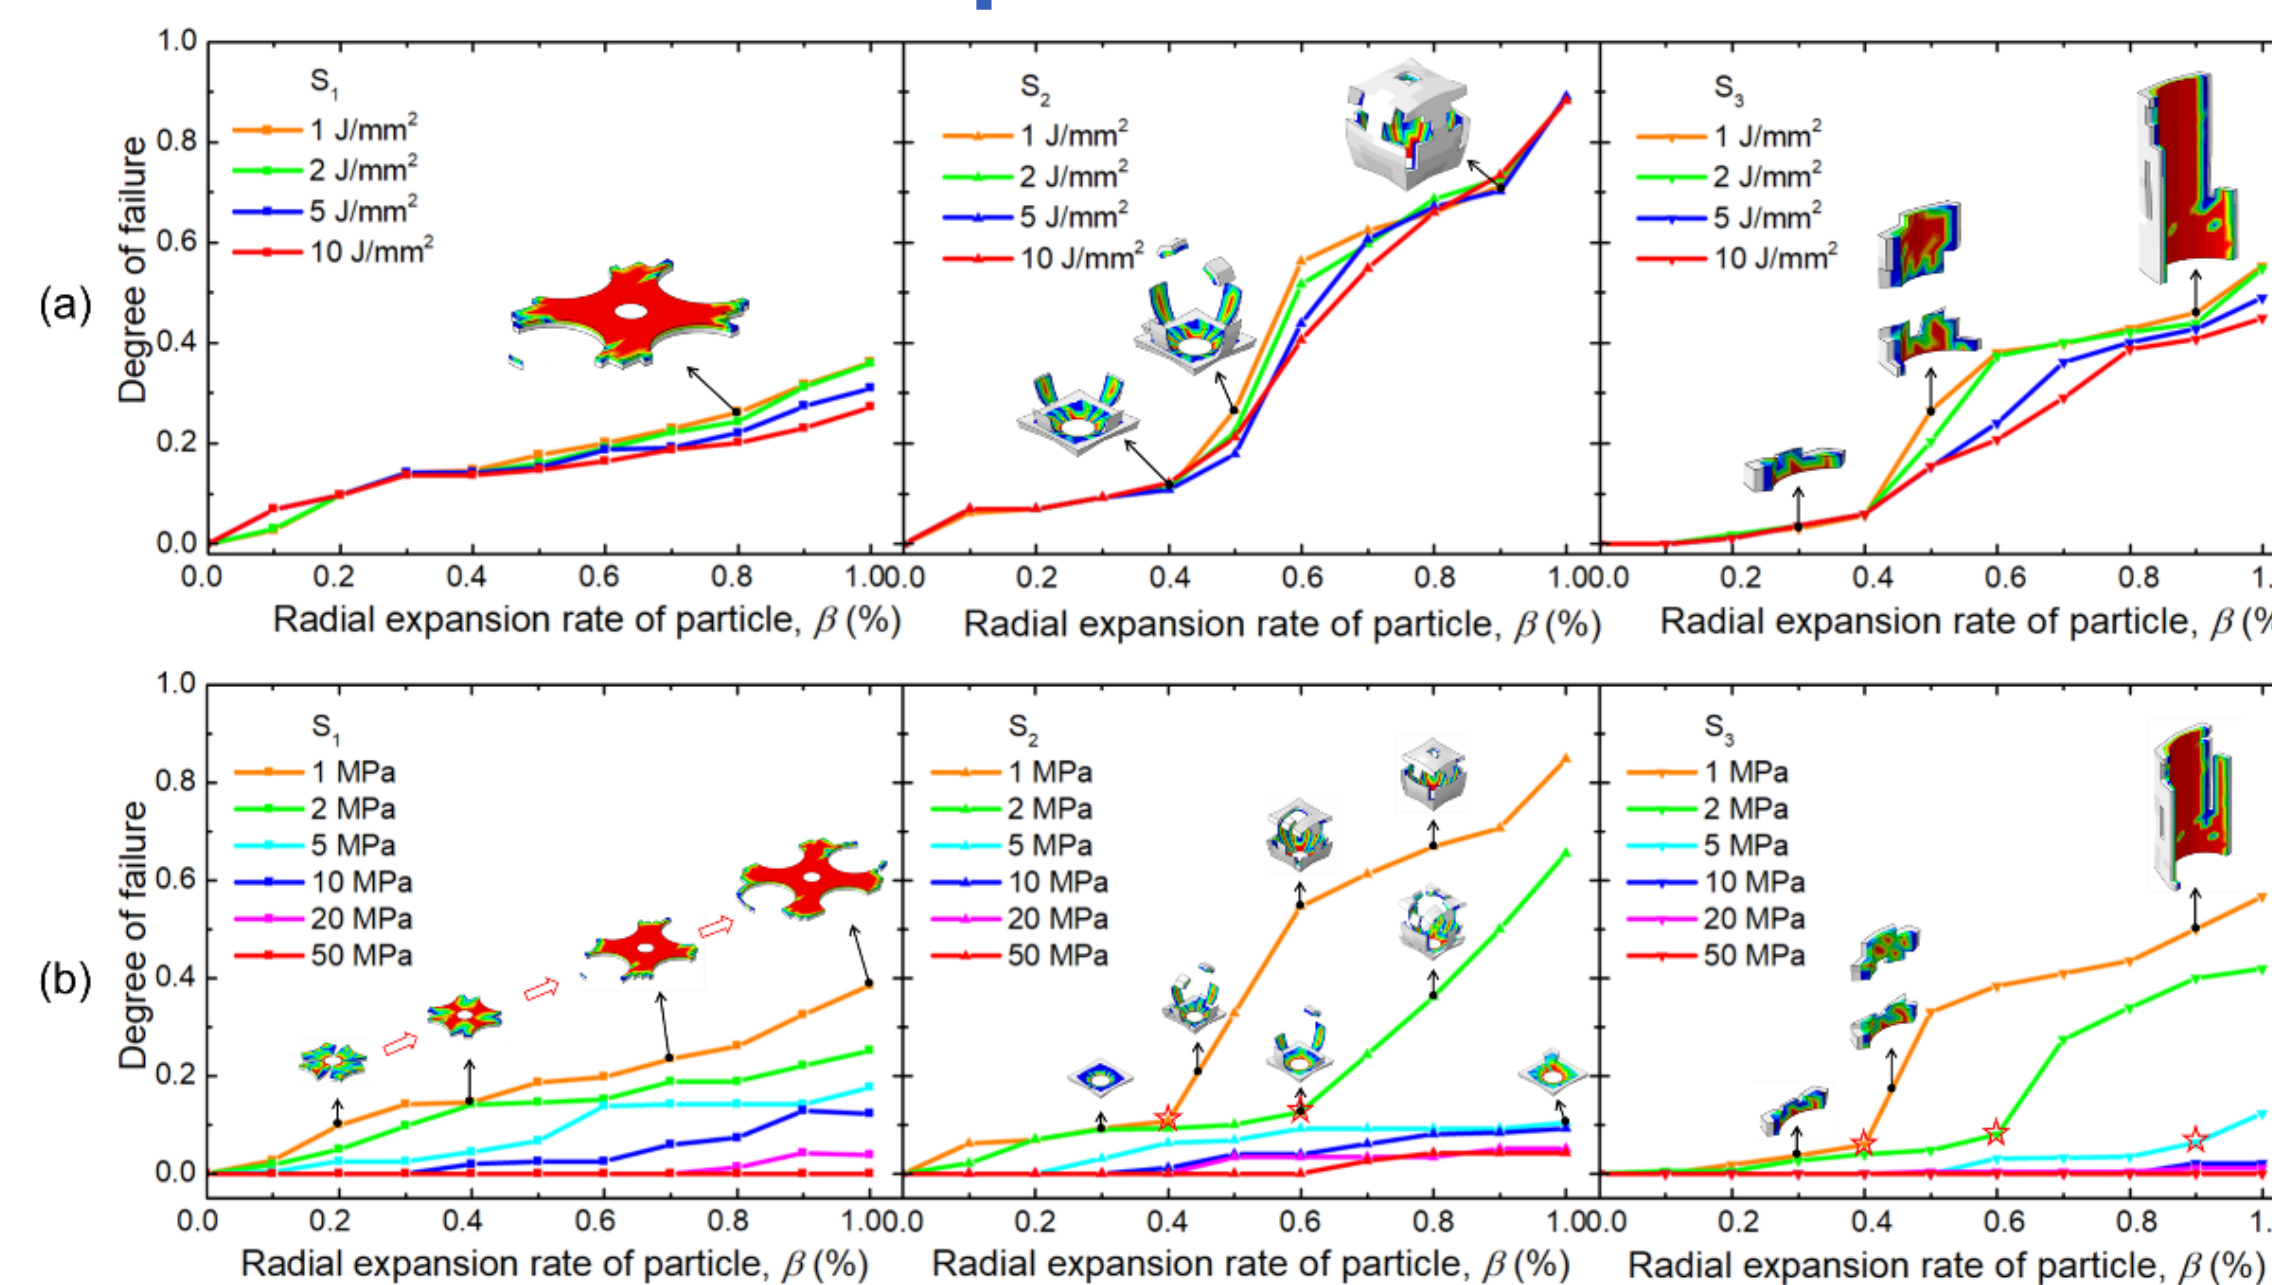 (a)
Degree of failure
1.0
0.8
0.6
0.4
0.2
0.0
S1
1 J/mm²
2 J/mm²
5 J/mm²
10 J/mm²
S2
1 J/mm²
2 J/mm²
5 J/mm²
10 J/mm²
S3
1 J/mm²
2 J/mm²
5 J/mm²
10 J/mm²
0.0 0.2 0.4 0.6 0.8 1.00.0 0.2 0.4 0.6 0.8 1.00.0 0.2 0.4 0.6 0.8 1.
Radial expansion rate of particle, β (%)
Radial expansion rate of particle, β (%)
Radial expansion rate of particle, β (%
(b)
Degree of failure
1.0
0.8
0.6
0.4
0.2
0.0
S1
1 MPa
2 MPa
5 MPa
10 MPa
20 MPa
50 MPa
S2
1 MPa
2 MPa
5 MPa
10 MPa
20 MPa
50 MPa
S3
1 MPa
2 MPa
5 MPa
10 MPa
20 MPa
50 MPa
0.0 0.2 0.4 0.6 0.8 1.00.0 0.2 0.4 0.6 0.8 1.00.0 0.2 0.4 0.6 0.8 1.
Radial expansion rate of particle, β (%)
Radial expansion rate of particle, β (%)
Radial expansion rate of particle, β (%)